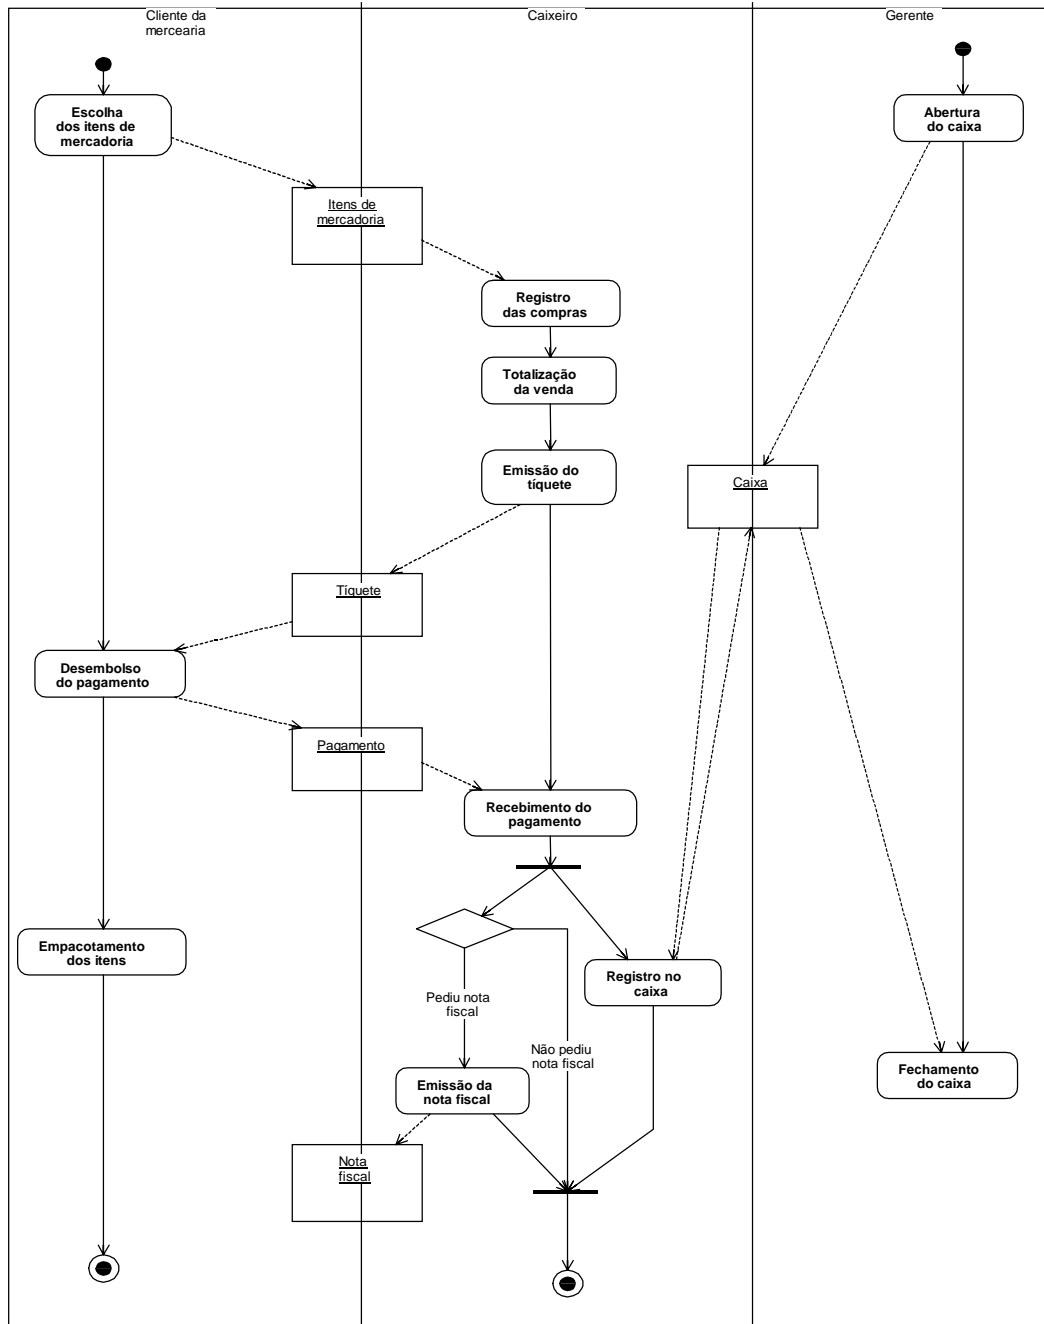 Cliente da
mercearia
Caixeiro
Gerente
Escolha
dos itens de
mercadoria
Abertura
do caixa
Itens de
mercadoria
Registro
das compras
Totalização
da venda
Emissão do
tíquete
Caixa
Tíquete
Desembolso
do pagamento
Pagamento
Recebimento do
pagamento
Empacotamento
dos itens
Registro no
caixa
Pediu nota
fiscal
Não pediu
nota fiscal
Fechamento
do caixa
Emissão da
nota fiscal
Nota
fiscal